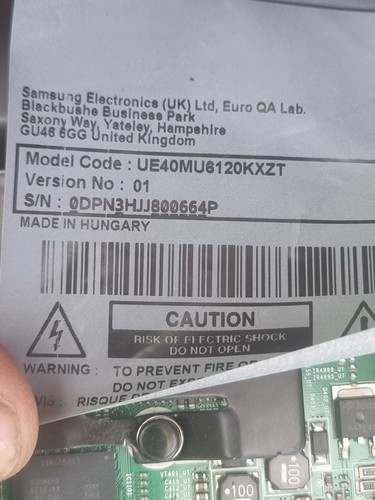 Samsung Electronics (UK) Ltd, Euro QA Lab.
Blackbushe Business Park
Saxony Way, Yateley, Hampshire
GU46 6GG United Kingdom
Model Code : UE40MU6120KXZT
Version No : 01
S/N : 0DPN3HJJ800664P
MADE IN HUNGARY
CAUTION
RISK OF ELECTRIC SHOCK
DO NOT OPEN
WARNING : TO PREVENT FIRE
DO NOT
RISQUE
100
100